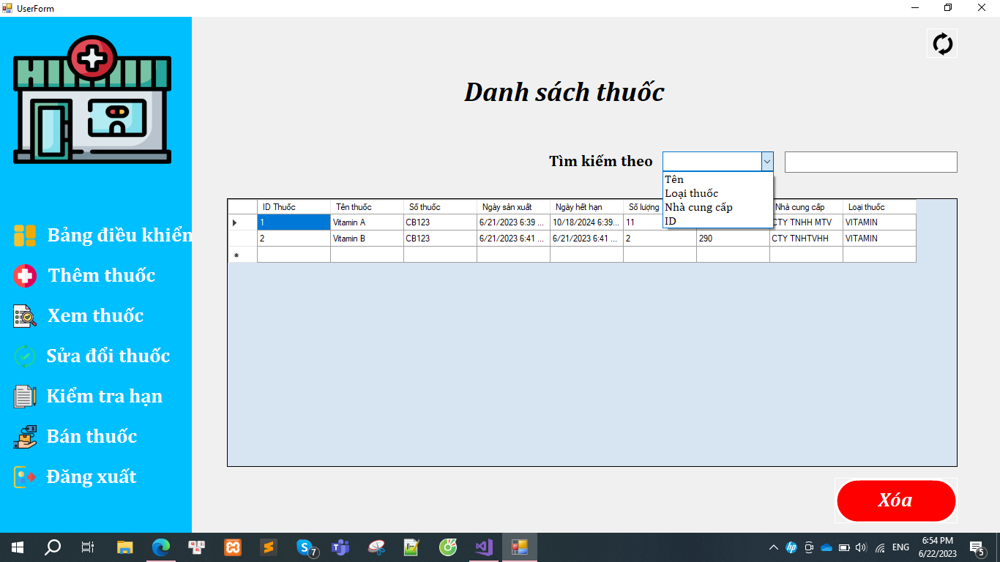 UserForm
Danh sách thuốc
Tìm kiếm theo
Tên
Loại thuốc
Nhà cung cấp
ID
ID Thuốc Tên thuốc Số thuốc Ngày sản xuất Ngày hết hạn Số lượng Nhà cung cấp Loại thuốc
1 Vitamin A CB123 6/21/2023 6:39 ... 10/18/2024 6:39... 11 CTY TNHH MTV VITAMIN
2 Vitamin B CB123 6/21/2023 6:41 ... 6/21/2023 6:41 ... 2 290 CTY TNHTVHH VITAMIN
Bảng điều khiển
Thêm thuốc
Xem thuốc
Sửa đổi thuốc
Kiểm tra hạn
Bán thuốc
Đăng xuất
Xóa
7
ENG
6:54 PM
6/22/2023
5